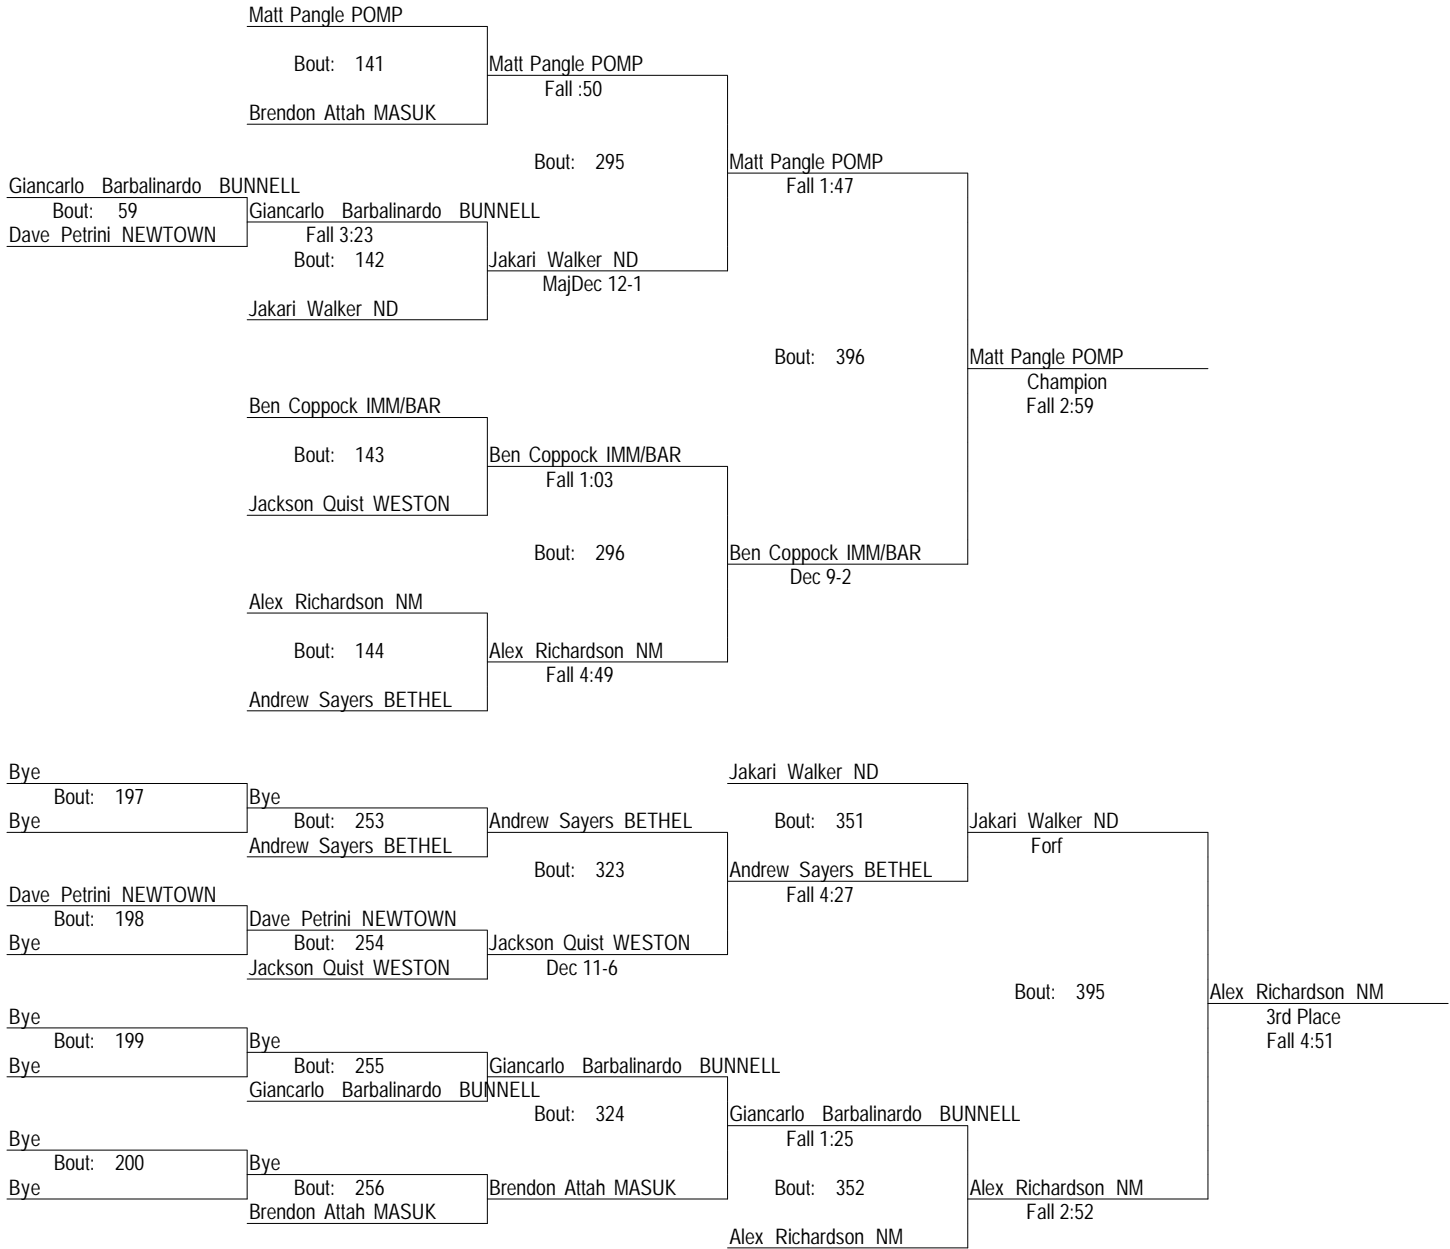 Matt Pangle POMP
Bout: 141
Matt Pangle POMP
Fall :50
Brendon Attah MASUK
Bout: 295
Matt Pangle POMP
Fall 1:47
Giancarlo Barbalinardo BUNNELL
Bout: 59
Giancarlo Barbalinardo BUNNELL
Dave Petrini NEWTOWN
Fall 3:23
Bout: 142
Jakari Walker ND
MajDec 12-1
Jakari Walker ND
Bout: 396
Matt Pangle POMP
Champion
Fall 2:59
Ben Coppock IMM/BAR
Bout: 143
Ben Coppock IMM/BAR
Fall 1:03
Jackson Quist WESTON
Bout: 296
Ben Coppock IMM/BAR
Dec 9-2
Alex Richardson NM
Bout: 144
Alex Richardson NM
Fall 4:49
Andrew Sayers BETHEL
Bye
Jakari Walker ND
Bout: 197
Bye
Bye
Bout: 253
Andrew Sayers BETHEL
Bout: 351
Jakari Walker ND
Andrew Sayers BETHEL
Forf
Bout: 323
Andrew Sayers BETHEL
Fall 4:27
Dave Petrini NEWTOWN
Bout: 198
Dave Petrini NEWTOWN
Bye
Bout: 254
Jackson Quist WESTON
Jackson Quist WESTON
Dec 11-6
Bout: 395
Alex Richardson NM
3rd Place
Fall 4:51
Bye
Bout: 199
Bye
Bye
Bout: 255
Giancarlo Barbalinardo BUNNELL
Giancarlo Barbalinardo BUNNELL
Bout: 324
Giancarlo Barbalinardo BUNNELL
Fall 1:25
Bye
Bout: 200
Bye
Bye
Bout: 256
Brendon Attah MASUK
Bout: 352
Alex Richardson NM
Fall 2:52
Brendon Attah MASUK
Alex Richardson NM